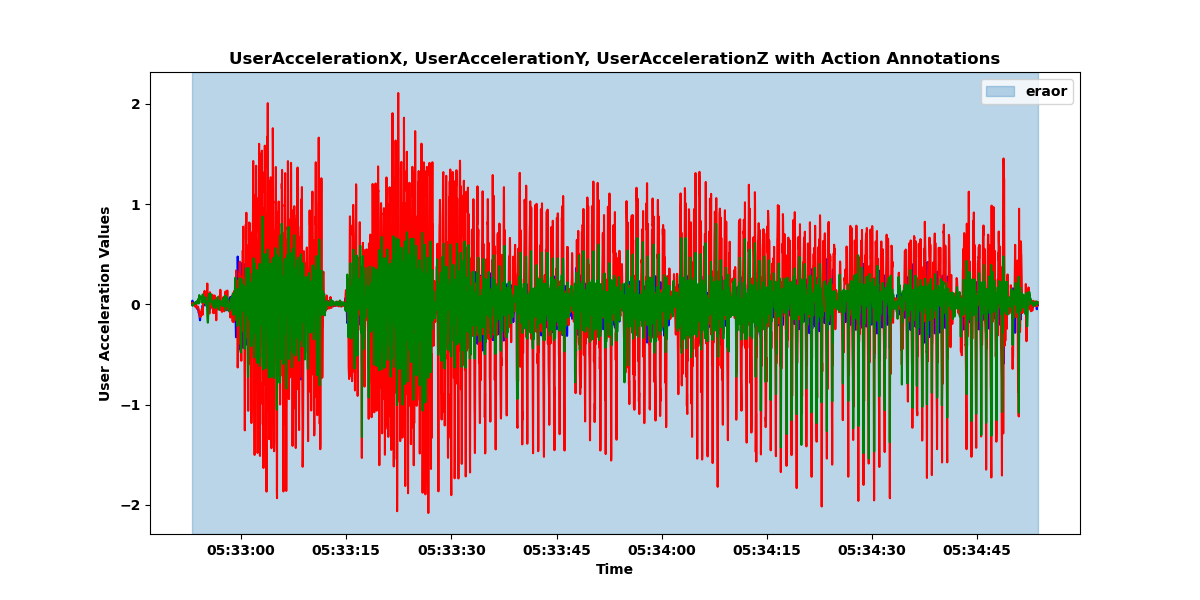 UserAccelerationX, UserAccelerationY, UserAccelerationZ with Action Annotations
eraor
User Acceleration Values
2
1
0
−1
−2
05:33:00 05:33:15 05:33:30 05:33:45 05:34:00 05:34:15 05:34:30 05:34:45
Time